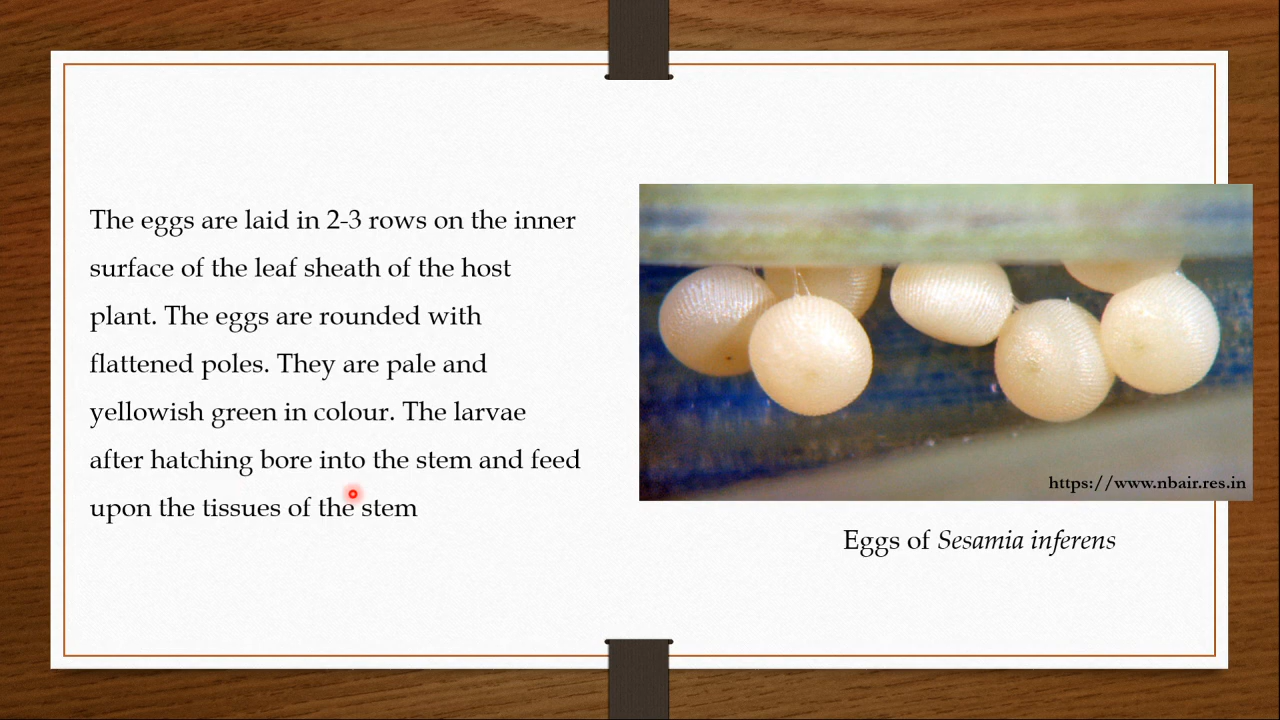 The eggs are laid in 2-3 rows on the inner
surface of the leaf sheath of the host
plant. The eggs are rounded with
flattened poles. They are pale and
yellowish green in colour. The larvae
after hatching bore into the stem and feed
upon the tissues of the stem
https://www.nbair.res.in
Eggs of Sesamia inferens